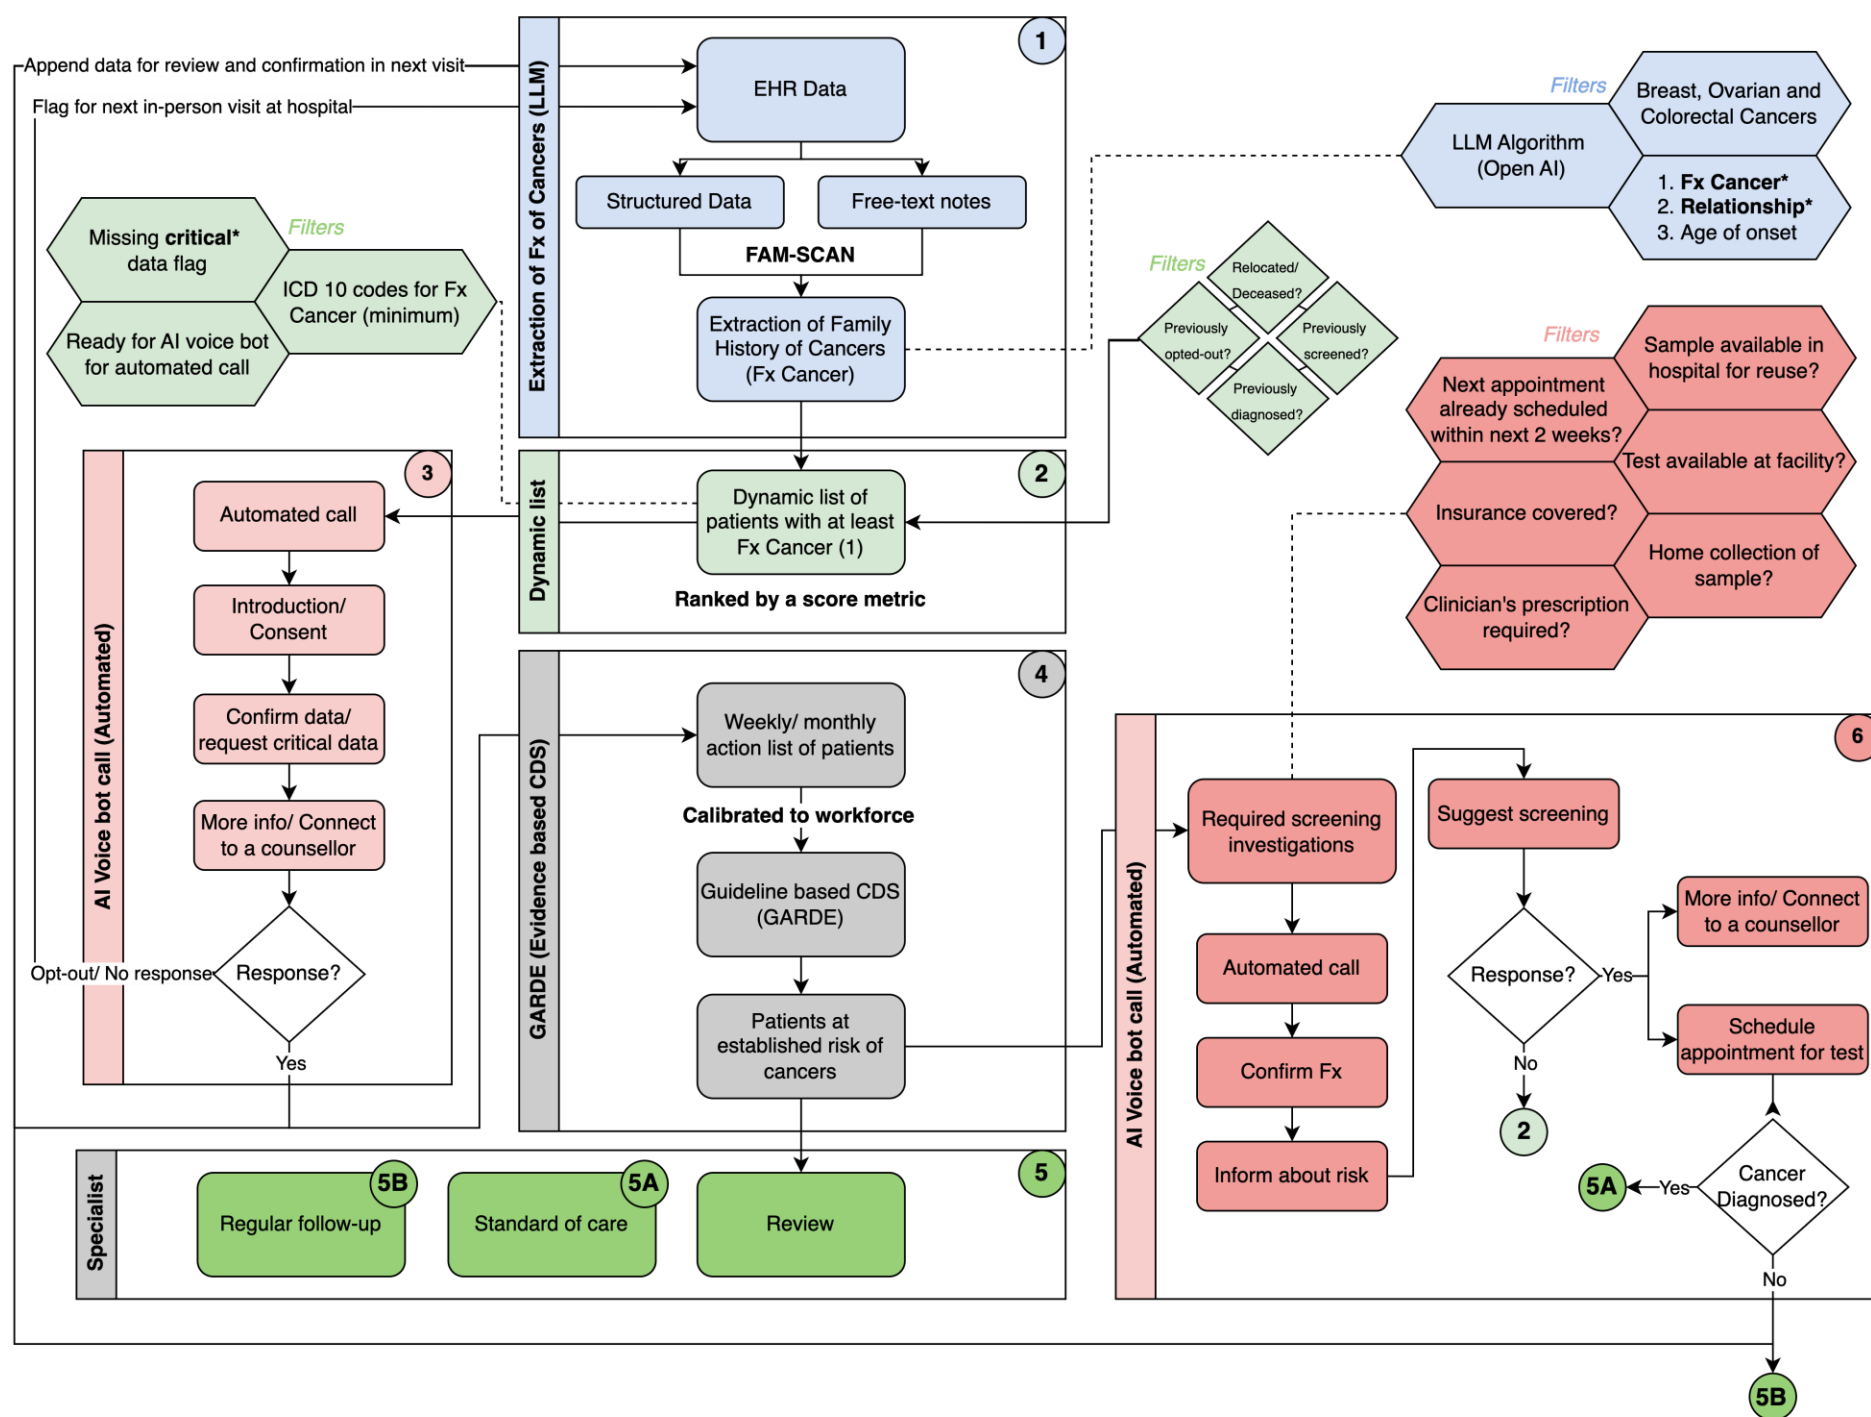 Append data for review and confirmation in next visit
Flag for next in-person visit at hospital
Extraction of Fx of Cancers (LLM)
1
EHR Data
Structured Data
Free-text notes
FAM-SCAN
Extraction of Family
History of Cancers
(Fx Cancer)
Filters
Breast, Ovarian and
Colorectal Cancers
LLM Algorithm
(Open AI)
1. Fx Cancer*
2. Relationship*
3. Age of onset
Filters
Missing critical*
data flag
ICD 10 codes for Fx
Cancer (minimum)
Ready for AI voice bot
for automated call
Filters
Relocated/
Deceased?
Previously
opted-out?
Previously
screened?
Previously
diagnosed?
Filters
Sample available in
hospital for reuse?
Next appointment
already scheduled
within next 2 weeks?
Test available at facility?
Insurance covered?
Home collection of
sample?
Clinician's prescription
required?
Dynamic list
2
Dynamic list of
patients with at least
Fx Cancer (1)
Ranked by a score metric
AI Voice bot call (Automated)
3
Automated call
Introduction/
Consent
Confirm data/
request critical data
More info/ Connect
to a counsellor
Response?
Opt-out/ No response
Yes
GARDE (Evidence based CDS)
4
Weekly/ monthly
action list of patients
Calibrated to workforce
Guideline based CDS
(GARDE)
Patients at
established risk of
cancers
Specialist
5
5B
Regular follow-up
5A
Standard of care
Review
AI Voice bot call (Automated)
6
Required screening
investigations
Automated call
Confirm Fx
Inform about risk
Suggest screening
Response?
Yes
No
2
More info/ Connect
to a counsellor
Schedule
appointment for test
Cancer
Diagnosed?
Yes
5A
No
5B